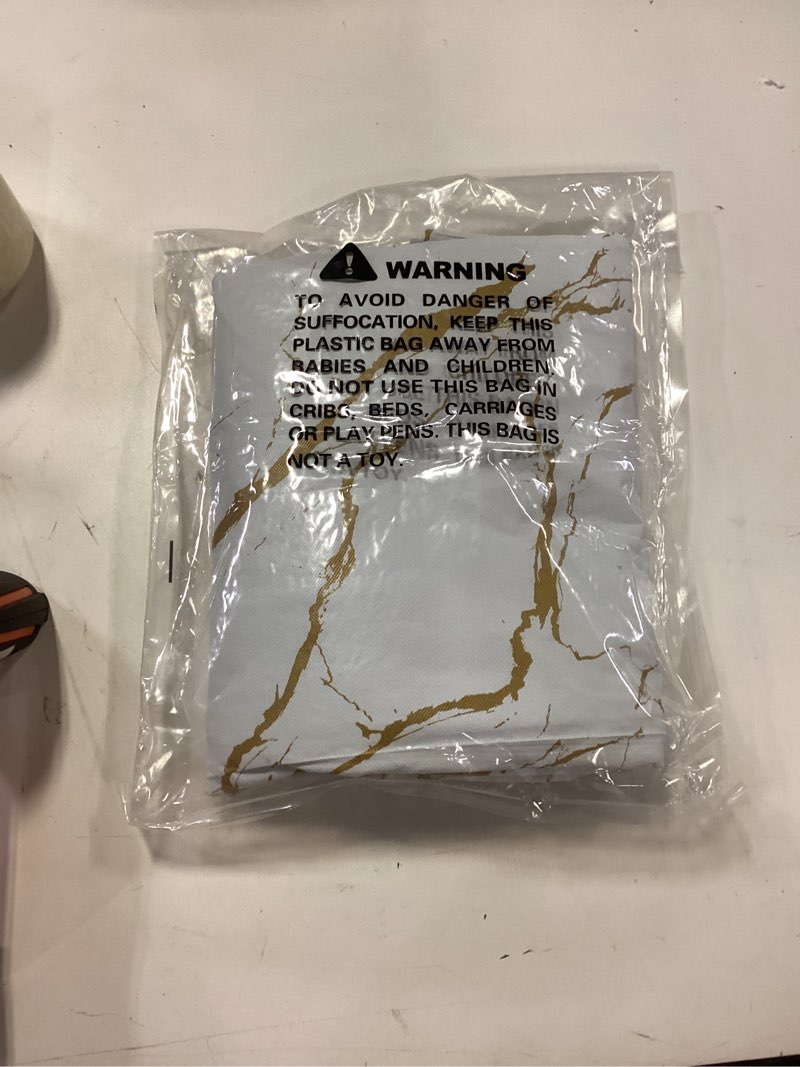 WARNING
TO AVOID DANGER OF
SUFFOCATION, KEEP THIS
PLASTIC BAG AWAY FROM
BABIES AND CHILDREN.
DO NOT USE THIS BAG IN
CRIBS, BEDS, CARRIAGES
OR PLAY PENS. THIS BAG IS
NOT A TOY.